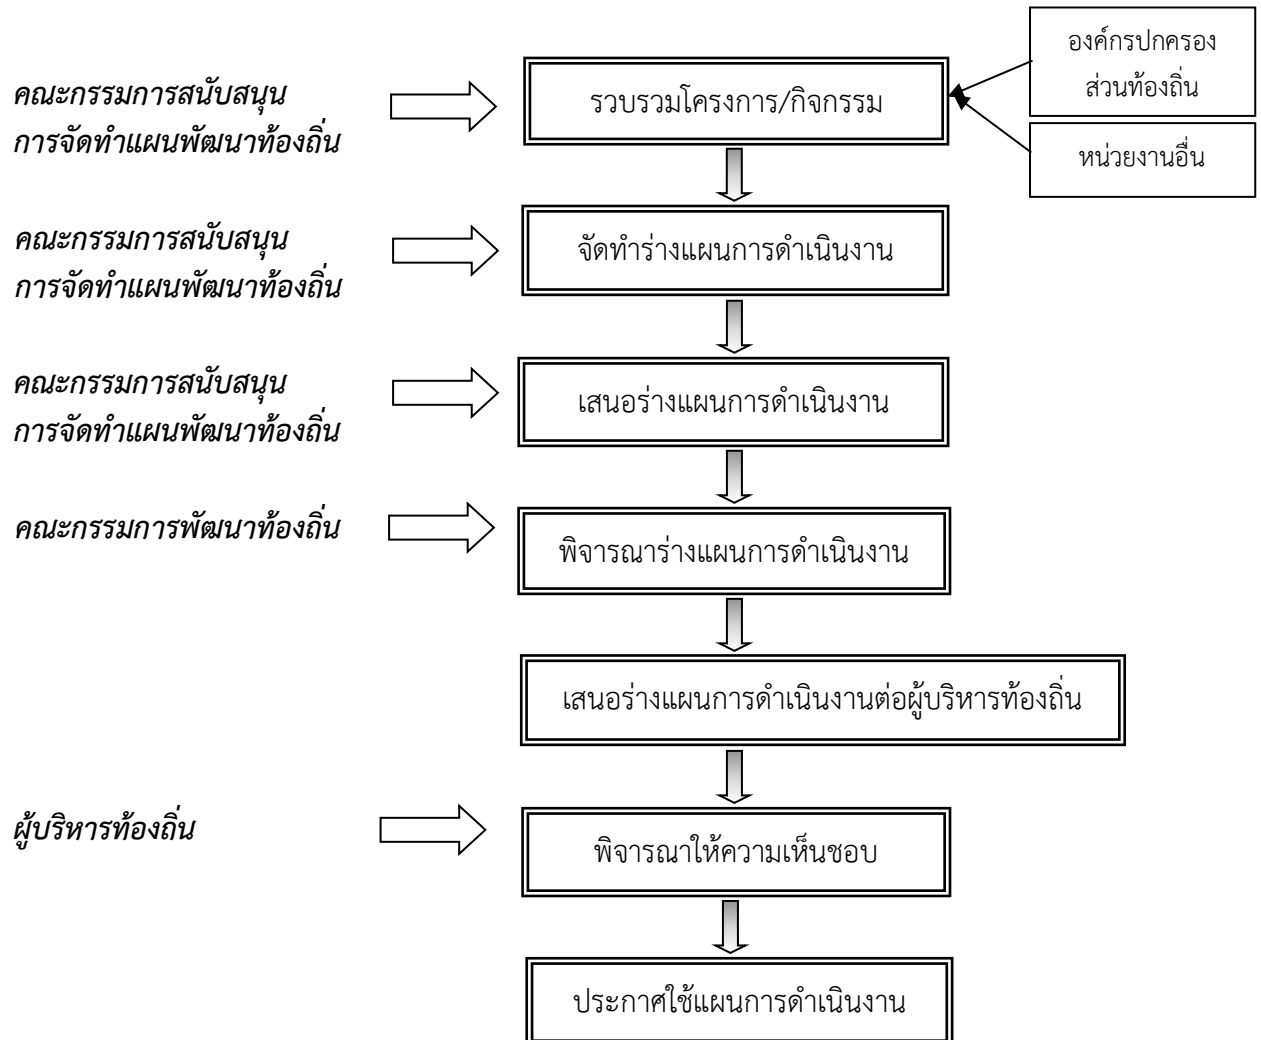 องค์กรปกครอง
ส่วนท้องถิ่น
คณะกรรมการสนับสนุน
การจัดทำแผนพัฒนาท้องถิ่น
รวบรวมโครงการ/กิจกรรม
หน่วยงานอื่น
คณะกรรมการสนับสนุน
การจัดทำแผนพัฒนาท้องถิ่น
จัดทำร่างแผนการดำเนินงาน
คณะกรรมการสนับสนุน
การจัดทำแผนพัฒนาท้องถิ่น
เสนอร่างแผนการดำเนินงาน
คณะกรรมการพัฒนาท้องถิ่น
พิจารณาร่างแผนการดำเนินงาน
เสนอร่างแผนการดำเนินงานต่อผู้บริหารท้องถิ่น
ผู้บริหารท้องถิ่น
พิจารณาให้ความเห็นชอบ
ประกาศใช้แผนการดำเนินงาน